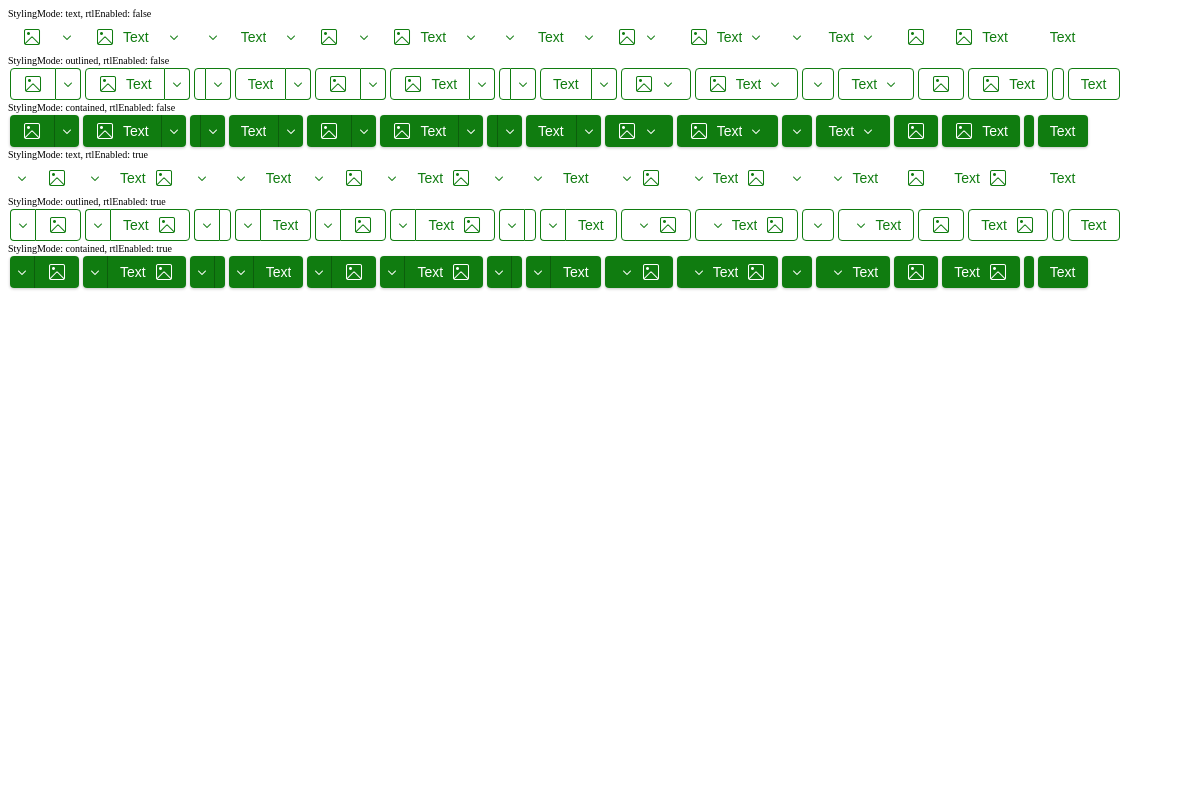 StylingMode: text, rtlEnabled: false
Text Text Text Text Text Text Text Text
StylingMode: outlined, rtlEnabled: false
Text Text Text Text Text Text Text Text
StylingMode: contained, rtlEnabled: false
Text Text Text Text Text Text Text Text
StylingMode: text, rtlEnabled: true
Text Text Text Text Text Text Text Text
StylingMode: outlined, rtlEnabled: true
Text Text Text Text Text Text Text Text
StylingMode: contained, rtlEnabled: true
Text Text Text Text Text Text Text Text